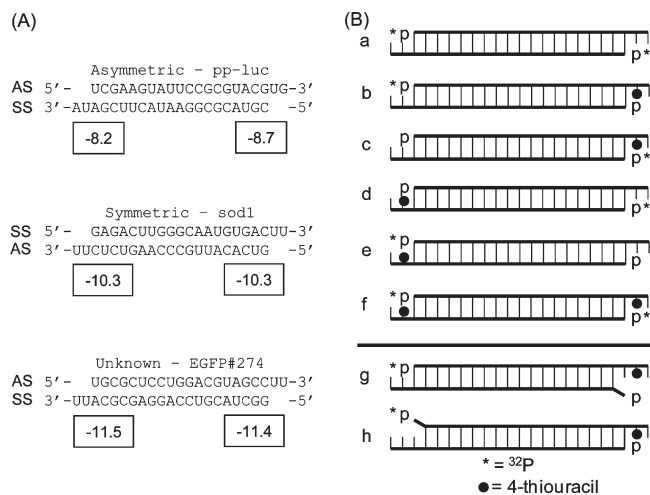 (A)
Asymmetric – pp-luc
AS 5′- UCGAAGUAUUCCGCGUACGUG-3′
SS 3′-AUAGCUUCAUAAGGCGCAUGC -5′
-8.2 -8.7
Symmetric – sod1
SS 5′- GAGACUUGGGCAAUGUGACUU-3′
AS 3′-UUCUCUGAACCCGUUACACUG -5′
-10.3 -10.3
Unknown – EGFP#274
AS 5′- UGCGCUCCUGGACGUAGCCUU-3′
SS 3′-UUACGCGAGGACCUGCAUCGG -5′
-11.5 -11.4
(B)
a * p p *
b * p p
c p p *
d p p *
e * p p
f * p p *
g * p p
h * p p
* = ³²P
● = 4-thiouracil